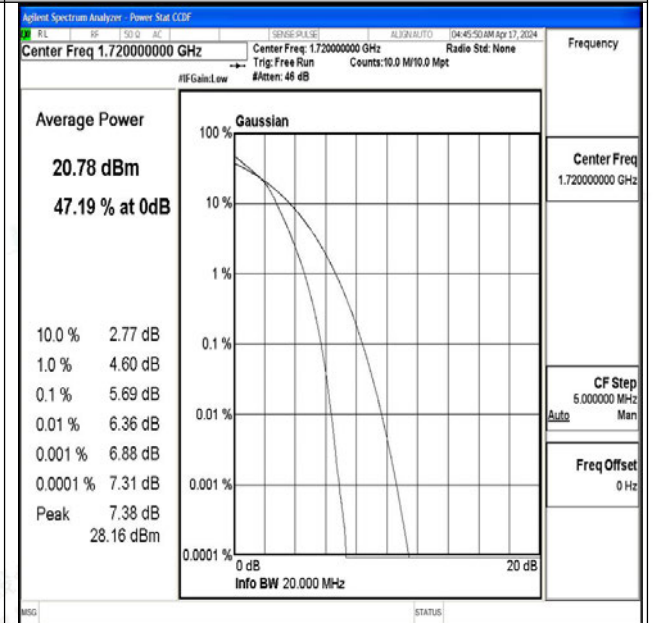 Agilent Spectrum Analyzer - Power Stat CCDF
RL RF 50 Ω AC SENSE:PULSE ALIGN AUTO 04:45:50 AM Apr 17, 2024
Center Freq 1.720000000 GHz
Center Freq: 1.720000000 GHz Radio Std: None
Trig: Free Run Counts:10.0 M/10.0 Mpt
#IFGain:Low #Atten: 46 dB
Frequency
Center Freq
1.720000000 GHz
CF Step
5.000000 MHz
Auto Man
Freq Offset
0 Hz
Average Power
20.78 dBm
47.19 % at 0dB
10.0 % 2.77 dB
1.0 % 4.60 dB
0.1 % 5.69 dB
0.01 % 6.36 dB
0.001 % 6.88 dB
0.0001 % 7.31 dB
Peak 7.38 dB
28.16 dBm
Gaussian
100 %
10 %
1 %
0.1 %
0.01 %
0.001 %
0.0001 %
0 dB 20 dB
Info BW 20.000 MHz
MSG STATUS